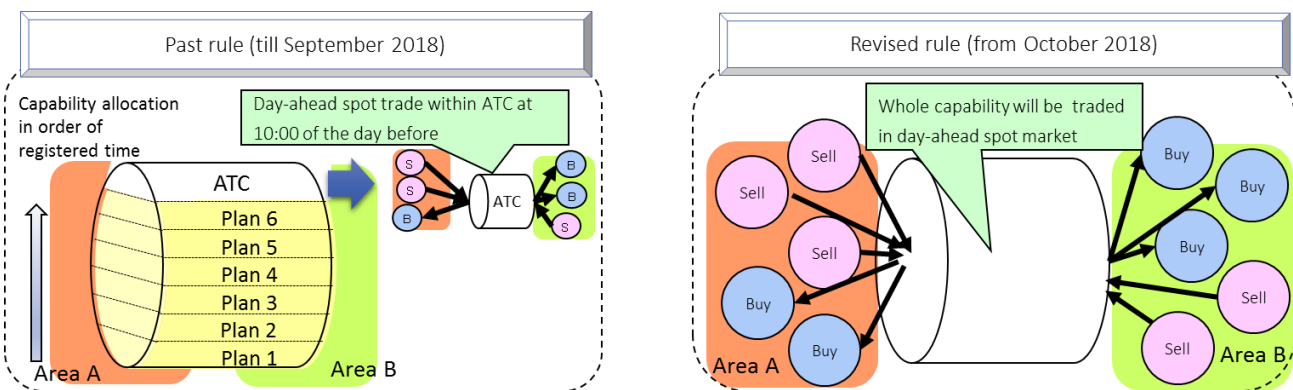 Past rule (till September 2018)
Capability allocation
in order of
registered time
Day-ahead spot trade within ATC at
10:00 of the day before
ATC
Plan 6
Plan 5
Plan 4
Plan 3
Plan 2
Plan 1
Area A
Area B
S
S
B
ATC
B
B
S
Revised rule (from October 2018)
Whole capability will be traded
in day-ahead spot market
Sell
Sell
Sell
Buy
Buy
Area A
Buy
Buy
Buy
Sell
Sell
Area B